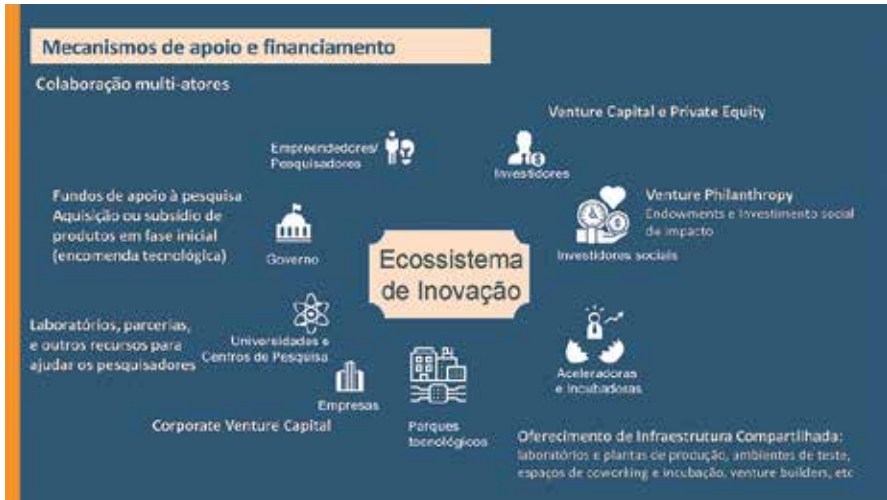 Mecanismos de apoio e financiamento
Colaboração multi-atores
Venture Capital e Private Equity
Empreendedores/
Pesquisadores
Investidores
Fundos de apoio à pesquisa
Aquisição ou subsídio de
produtos em fase inicial
(encomenda tecnológica)
Governo
Venture Philanthropy
Endowments e Investimento social
de impacto
Investidores sociais
Ecossistema
de Inovação
Laboratórios, parcerias,
e outros recursos para
ajudar os pesquisadores
Universidades e
Centros de Pesquisa
Aceleradoras
e Incubadoras
Empresas
Corporate Venture Capital
Parques
tecnológicos
Oferecimento de Infraestrutura Compartilhada:
laboratórios e plantas de produção, ambientes de teste,
espaços de coworking e incubação, venture builders, etc